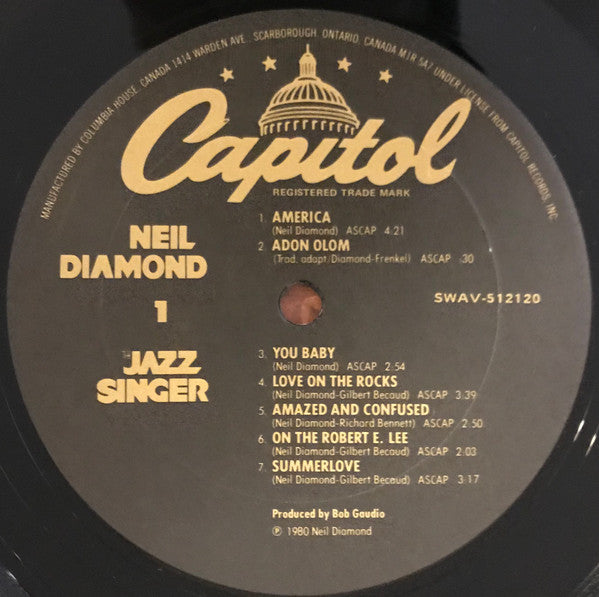 MANUFACTURED BY COLUMBIA HOUSE, CANADA 1414 WARDEN AVE., SCARBOROUGH, ONTARIO, CANADA M1R 5A7 UNDER LICENSE FROM CAPITOL RECORDS, INC.
Capitol
REGISTERED TRADE MARK
NEIL
DIAMOND
1
THE
JAZZ
SINGER
1. AMERICA
(Neil Diamond) ASCAP 4:21
2. ADON OLOM
(Trad. adapt/Diamond-Frenkel) ASCAP :30
SWAV-512120
3. YOU BABY
(Neil Diamond) ASCAP 2:54
4. LOVE ON THE ROCKS
(Neil Diamond-Gilbert Becaud) ASCAP 3:39
5. AMAZED AND CONFUSED
(Neil Diamond-Richard Bennett) ASCAP 2:50
6. ON THE ROBERT E. LEE
(Neil Diamond-Gilbert Becaud) ASCAP 2:03
7. SUMMERLOVE
(Neil Diamond-Gilbert Becaud) ASCAP 3:17
Produced by Bob Gaudio
℗ 1980 Neil Diamond